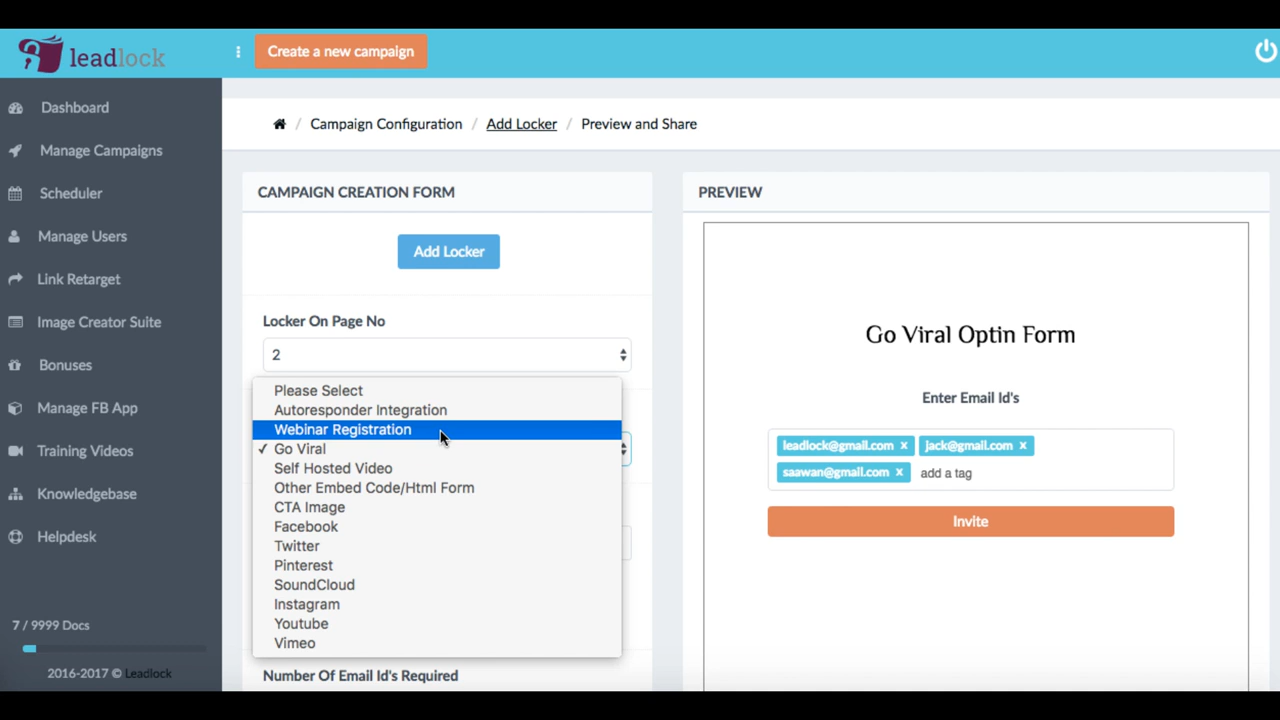 leadlock
Create a new campaign
Dashboard
Manage Campaigns
Scheduler
Manage Users
Link Retarget
Image Creator Suite
Bonuses
Manage FB App
Training Videos
Knowledgebase
Helpdesk
7 / 9999 Docs
2016-2017 © Leadlock
/ Campaign Configuration / Add Locker / Preview and Share
CAMPAIGN CREATION FORM
Add Locker
Locker On Page No
2
Please Select
Autoresponder Integration
Webinar Registration
✓ Go Viral
Self Hosted Video
Other Embed Code/Html Form
CTA Image
Facebook
Twitter
Pinterest
SoundCloud
Instagram
Youtube
Vimeo
Number Of Email Id's Required
PREVIEW
Go Viral Optin Form
Enter Email Id's
leadlock@gmail.com x jack@gmail.com x
saawan@gmail.com x add a tag
Invite